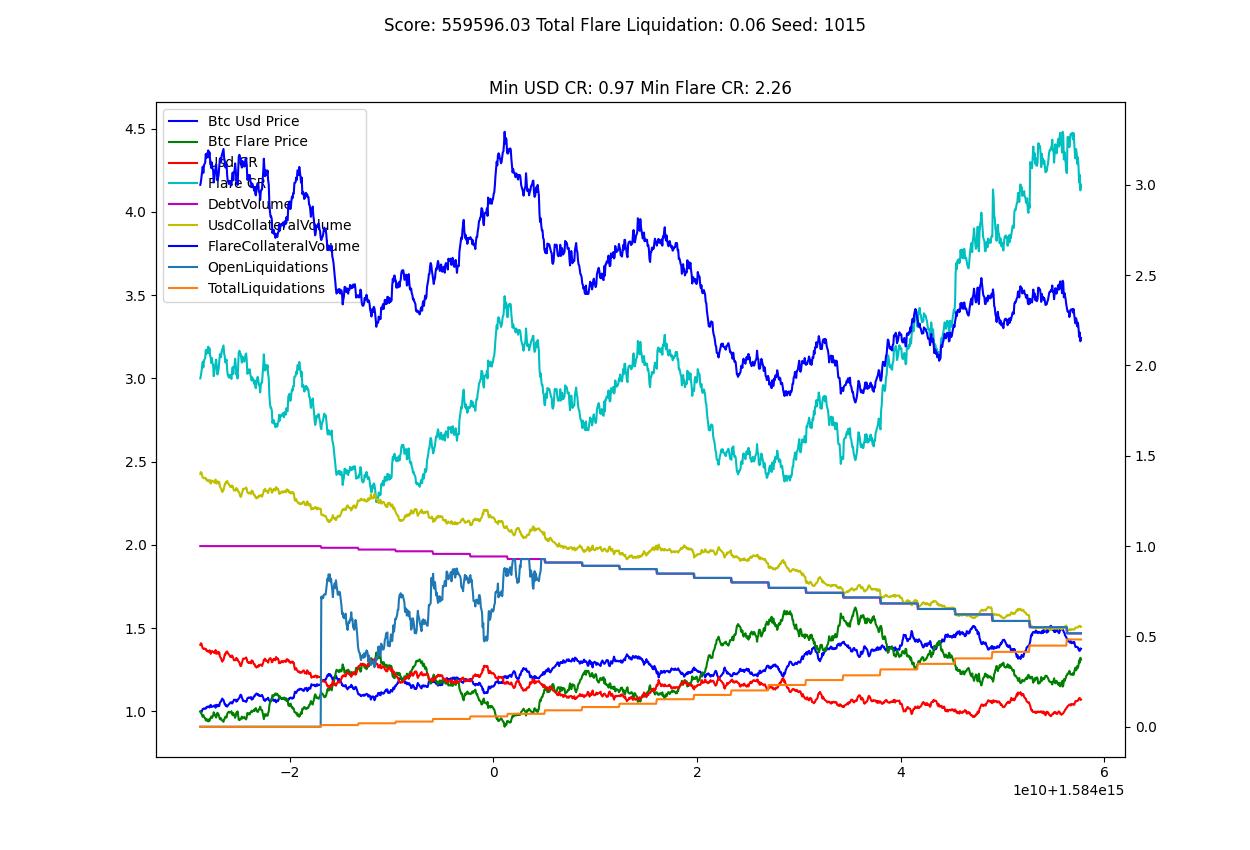 Score: 559596.03 Total Flare Liquidation: 0.06 Seed: 1015
Min USD CR: 0.97 Min Flare CR: 2.26
Btc Usd Price
Btc Flare Price
Usd CR
Flare CR
DebtVolume
UsdCollateralVolume
FlareCollateralVolume
OpenLiquidations
TotalLiquidations
4.5
4.0
3.5
3.0
2.5
2.0
1.5
1.0
3.0
2.5
2.0
1.5
1.0
0.5
0.0
−2 0 2 4 6
1e10+1.584e15